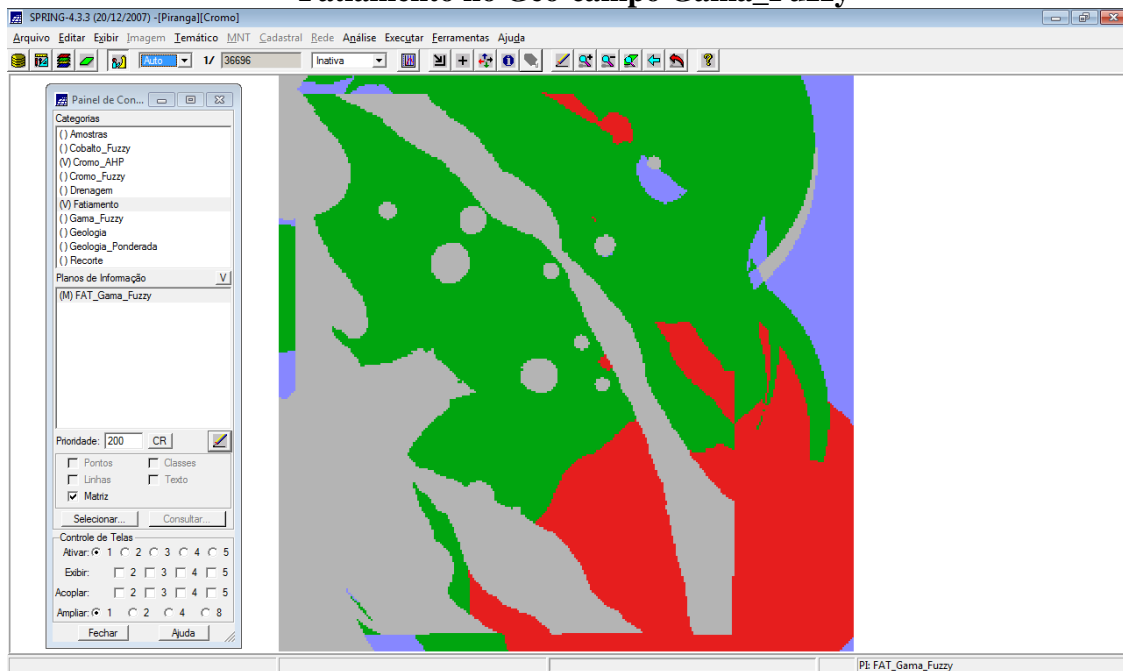 Fatiamento no Geo-campo Gama_Fuzzy
SPRING-4.3.3 (20/12/2007) -[Piranga][Cromo]
Arquivo Editar Exibir Imagem Temático MNT Cadastral Rede Análise Executar Ferramentas Ajuda
Auto 1/ 36696 Inativa
Painel de Con...
Categorias
() Amostras
() Cobalto_Fuzzy
(V) Cromo_AHP
() Cromo_Fuzzy
() Drenagem
(V) Fatiamento
() Gama_Fuzzy
() Geologia
() Geologia_Ponderada
() Recorte
Planos de Informação V
(M) FAT_Gama_Fuzzy
Prioridade: 200 CR
Pontos Classes
Linhas Texto
Matriz
Selecionar... Consultar...
Controle de Telas
Ativar: 1 2 3 4 5
Exibir: 2 3 4 5
Acoplar: 2 3 4 5
Ampliar: 1 2 4 8
Fechar Ajuda
PI: FAT_Gama_Fuzzy